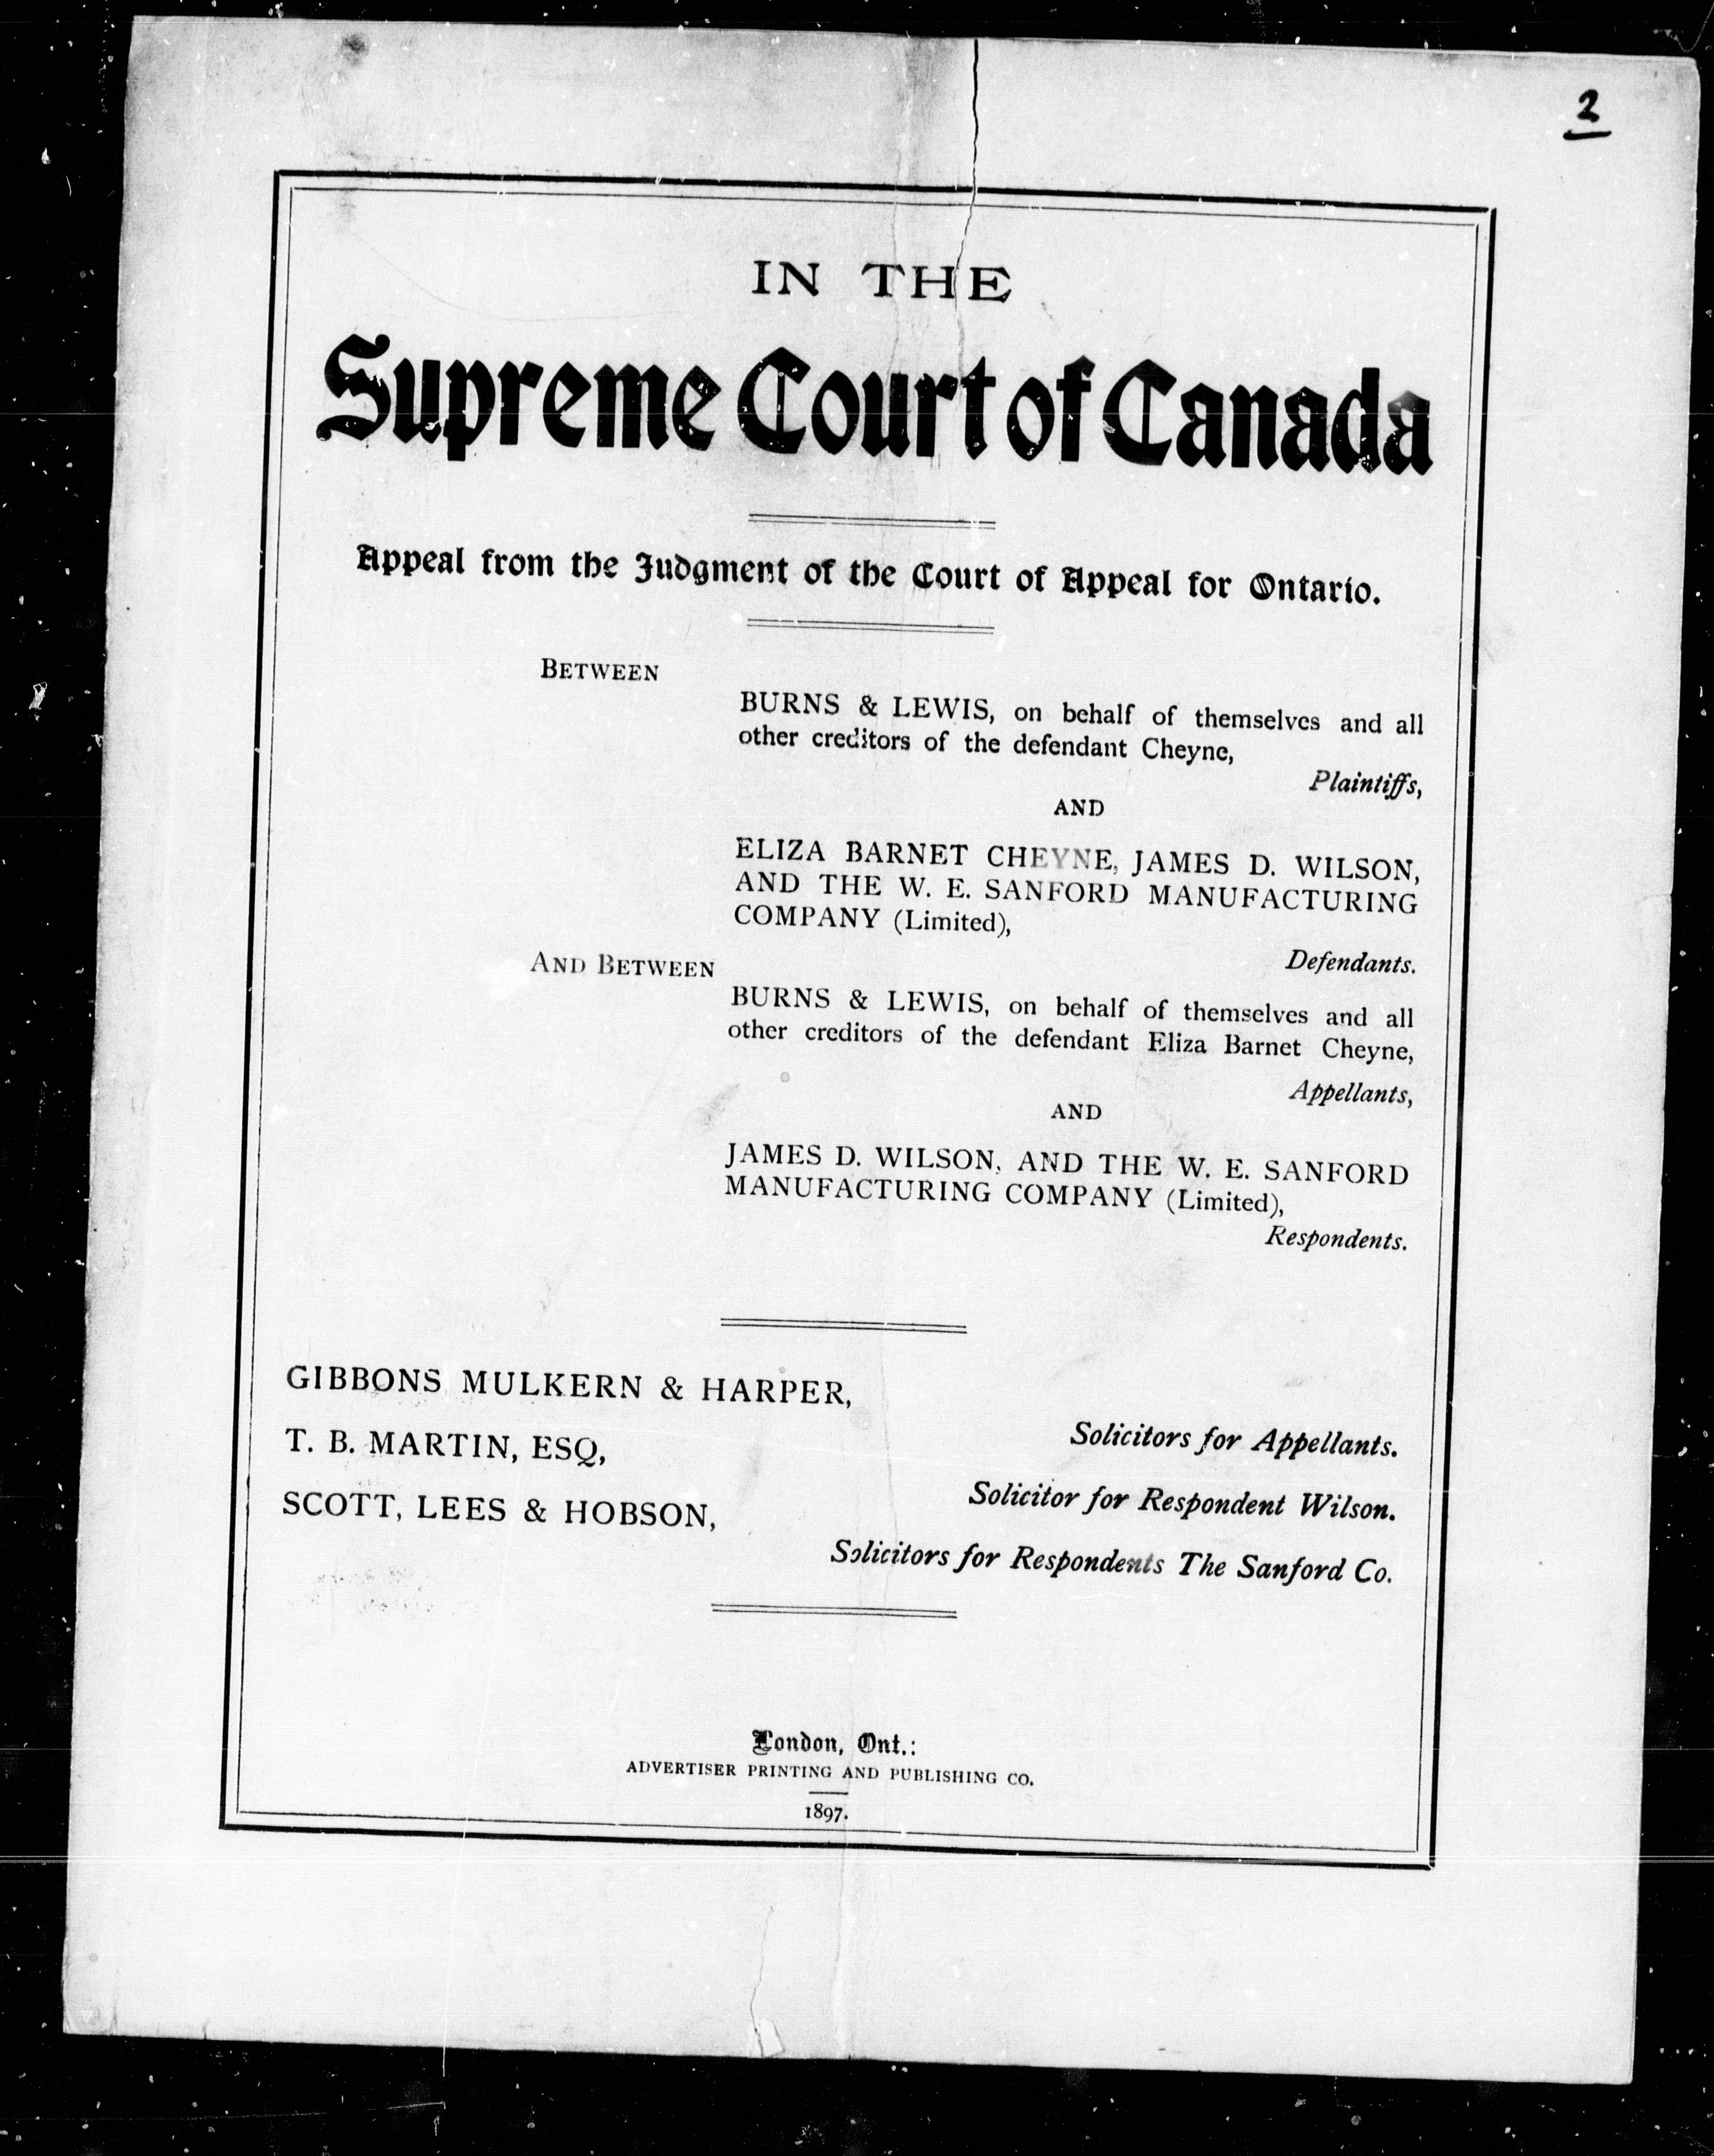 2
IN THE
Supreme Court of Canada
Appeal from the Judgment of the Court of Appeal for Ontario.
BETWEEN
BURNS & LEWIS, on behalf of themselves and all
other creditors of the defendant Cheyne,
Plaintiffs,
AND
ELIZA BARNET CHEYNE, JAMES D. WILSON,
AND THE W. E. SANFORD MANUFACTURING
COMPANY (Limited),
Defendants.
AND BETWEEN
BURNS & LEWIS, on behalf of themselves and all
other creditors of the defendant Eliza Barnet Cheyne,
Appellants,
AND
JAMES D. WILSON, AND THE W. E. SANFORD
MANUFACTURING COMPANY (Limited),
Respondents.
GIBBONS MULKERN & HARPER,
Solicitors for Appellants.
T. B. MARTIN, ESQ,
Solicitor for Respondent Wilson.
SCOTT, LEES & HOBSON,
Solicitors for Respondents The Sanford Co.
London, Ont.:
ADVERTISER PRINTING AND PUBLISHING CO.
1897.